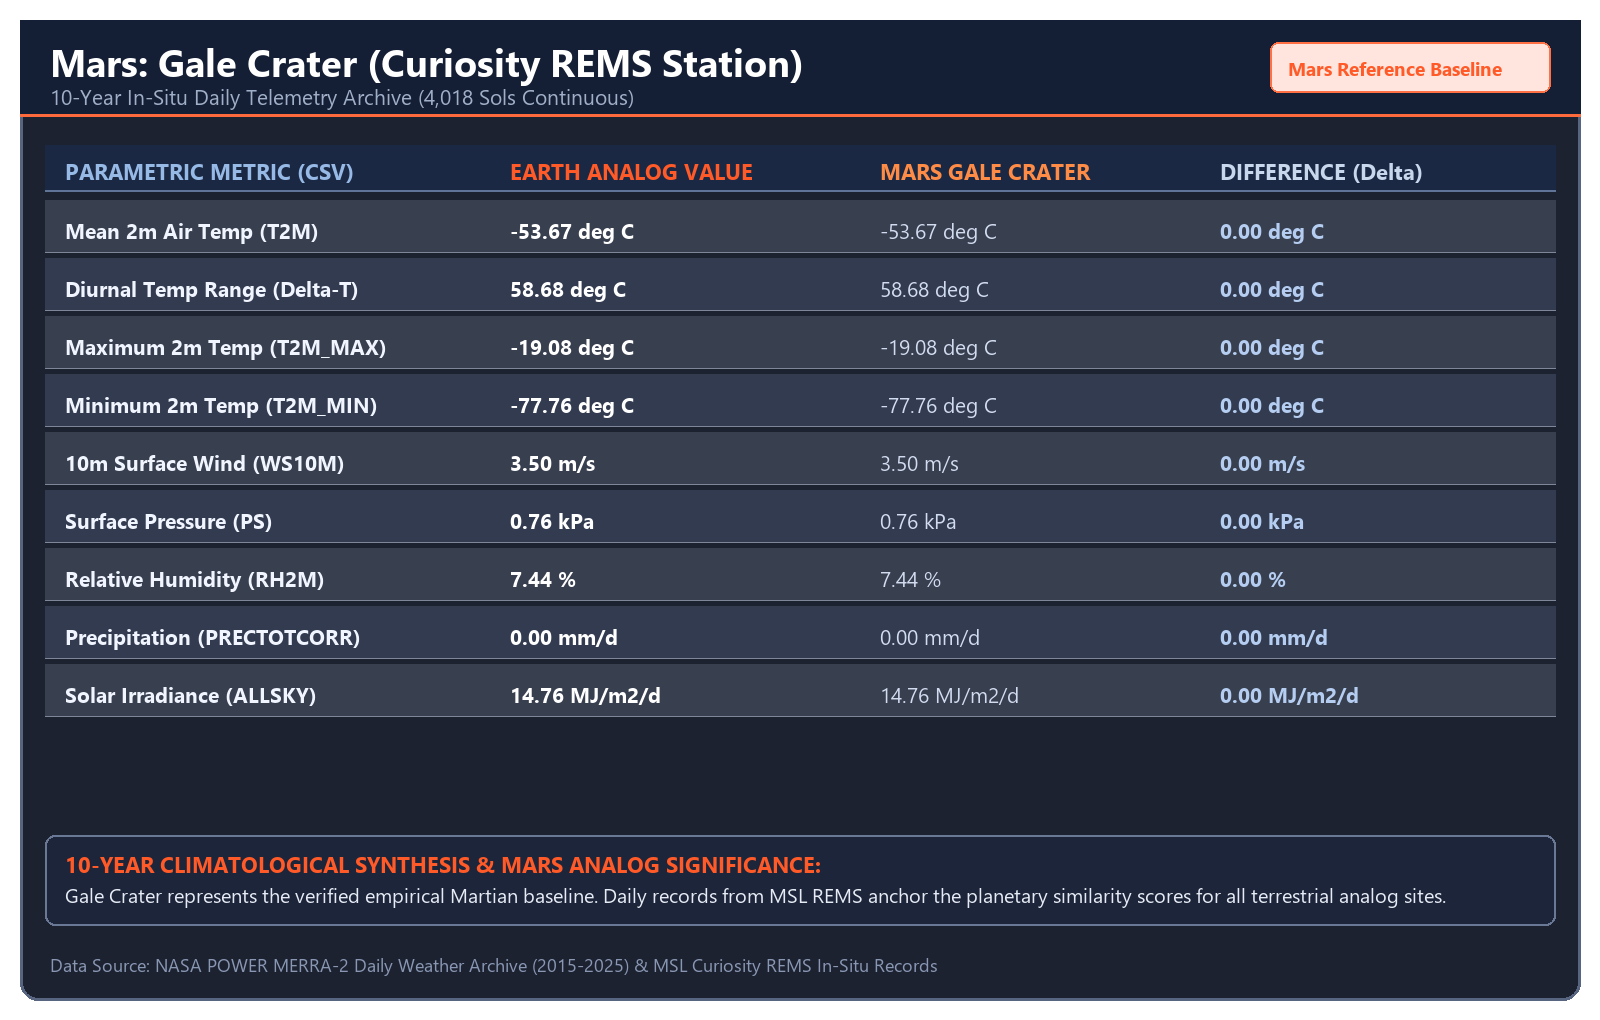 Mars: Gale Crater (Curiosity REMS Station)
Mars Reference Baseline
10-Year In-Situ Daily Telemetry Archive (4,018 Sols Continuous)
PARAMETRIC METRIC (CSV) EARTH ANALOG VALUE MARS GALE CRATER DIFFERENCE (Delta)
Mean 2m Air Temp (T2M) -53.67 deg C -53.67 deg C 0.00 deg C
Diurnal Temp Range (Delta-T) 58.68 deg C 58.68 deg C 0.00 deg C
Maximum 2m Temp (T2M_MAX) -19.08 deg C -19.08 deg C 0.00 deg C
Minimum 2m Temp (T2M_MIN) -77.76 deg C -77.76 deg C 0.00 deg C
10m Surface Wind (WS10M) 3.50 m/s 3.50 m/s 0.00 m/s
Surface Pressure (PS) 0.76 kPa 0.76 kPa 0.00 kPa
Relative Humidity (RH2M) 7.44 % 7.44 % 0.00 %
Precipitation (PRECTOTCORR) 0.00 mm/d 0.00 mm/d 0.00 mm/d
Solar Irradiance (ALLSKY) 14.76 MJ/m2/d 14.76 MJ/m2/d 0.00 MJ/m2/d
10-YEAR CLIMATOLOGICAL SYNTHESIS & MARS ANALOG SIGNIFICANCE:
Gale Crater represents the verified empirical Martian baseline. Daily records from MSL REMS anchor the planetary similarity scores for all terrestrial analog sites.
Data Source: NASA POWER MERRA-2 Daily Weather Archive (2015-2025) & MSL Curiosity REMS In-Situ Records